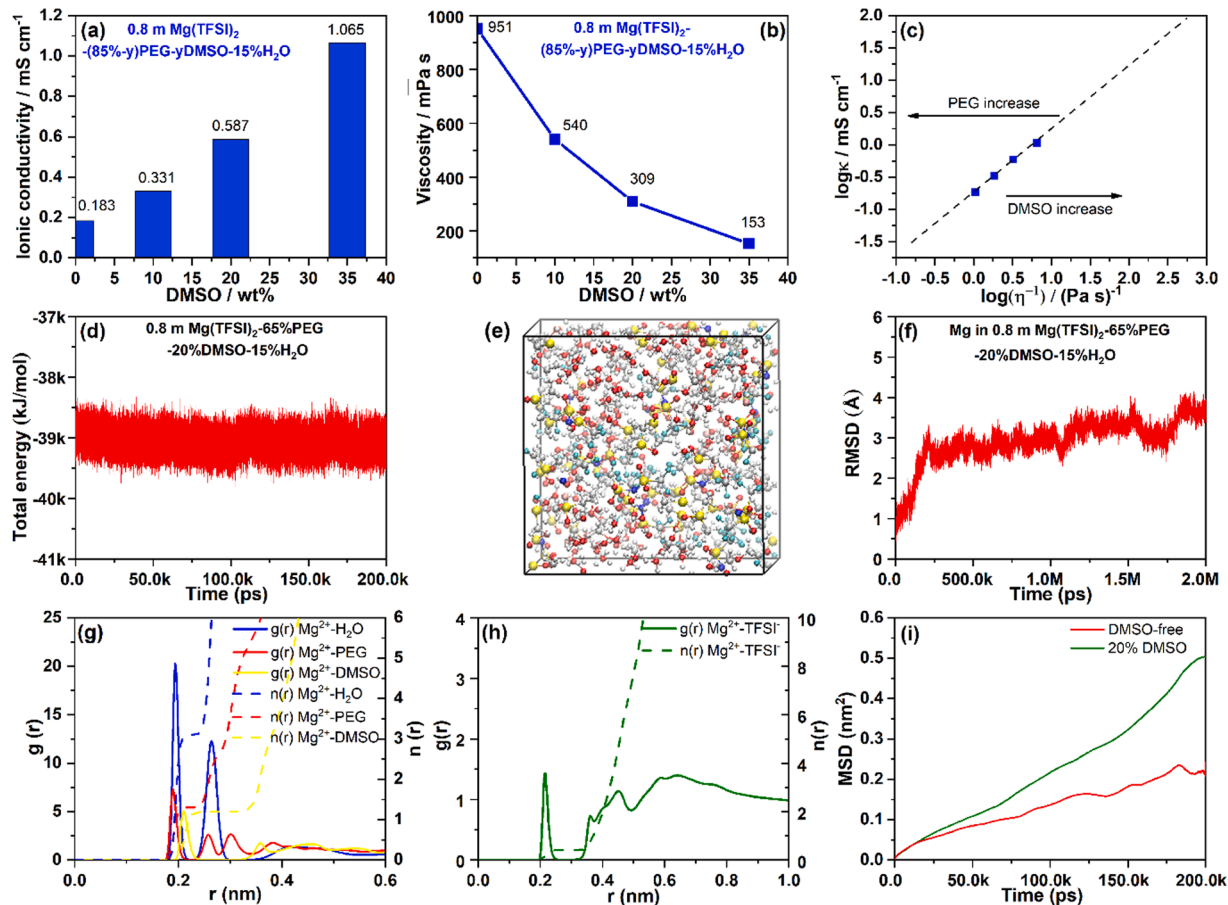 (a)
0.8 m Mg(TFSI)₂
-(85%-y)PEG-yDMSO-15%H₂O
1.065
0.587
0.331
0.183
1.2
1.0
0.8
0.6
0.4
0.2
0.0
0 5 10 15 20 25 30 35 40
Ionic conductivity / mS cm⁻¹
DMSO / wt%
(b)
0.8 m Mg(TFSI)₂-
(85%-y)PEG-yDMSO-15%H₂O
951
540
309
153
1000
800
600
400
200
0 5 10 15 20 25 30 35 40
Viscosity / mPa s
DMSO / wt%
(c)
PEG increase
DMSO increase
2.0
1.5
1.0
0.5
0.0
-0.5
-1.0
-1.5
-1.0 -0.5 0.0 0.5 1.0 1.5 2.0 2.5 3.0
logκ / mS cm⁻¹
log(η⁻¹) / (Pa s)⁻¹
(d)
0.8 m Mg(TFSI)₂-65%PEG
-20%DMSO-15%H₂O
-37k
-38k
-39k
-40k
-41k
0.0 50.0k 100.0k 150.0k 200.0k
Total energy (kJ/mol)
Time (ps)
(e)
(f)
Mg in 0.8 m Mg(TFSI)₂-65%PEG
-20%DMSO-15%H₂O
6
5
4
3
2
1
0
0.0 500.0k 1.0M 1.5M 2.0M
RMSD (Å)
Time (ps)
(g)
g(r) Mg²⁺-H₂O
g(r) Mg²⁺-PEG
g(r) Mg²⁺-DMSO
n(r) Mg²⁺-H₂O
n(r) Mg²⁺-PEG
n(r) Mg²⁺-DMSO
25
20
15
10
5
0
6
5
4
3
2
1
0
0.0 0.2 0.4 0.6
g (r)
n (r)
r (nm)
(h)
g(r) Mg²⁺-TFSI⁻
n(r) Mg²⁺-TFSI⁻
4
3
2
1
0
10
8
6
4
2
0
0.0 0.2 0.4 0.6 0.8 1.0
g(r)
n(r)
r (nm)
(i)
DMSO-free
20% DMSO
0.6
0.5
0.4
0.3
0.2
0.1
0.0
0.0 50.0k 100.0k 150.0k 200.0k
MSD (nm²)
Time (ps)